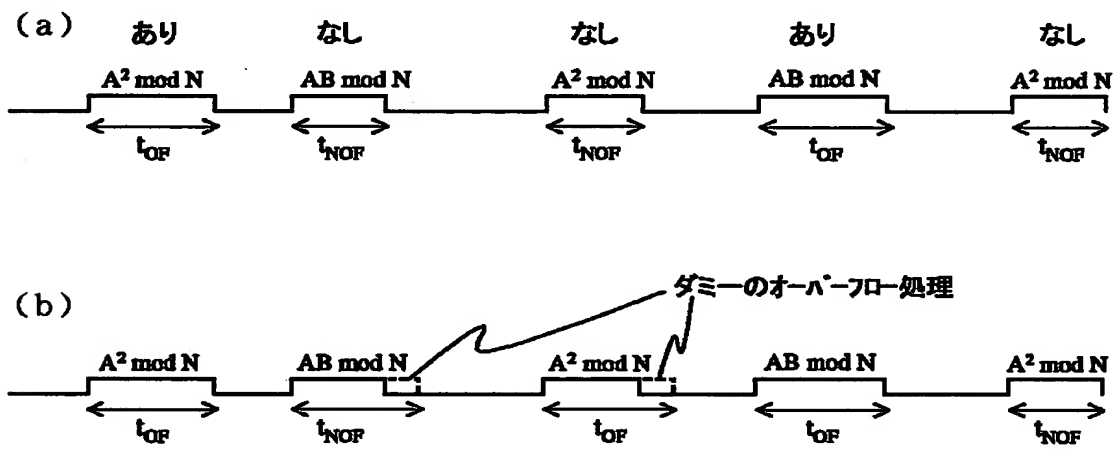 (a) あり なし なし あり なし
A² mod N AB mod N A² mod N AB mod N A² mod N
tOF tNOF tNOF tOF tNOF
ダミーのオーバーフロー処理
(b)
A² mod N AB mod N A² mod N AB mod N A² mod N
tOF tNOF tOF tOF tNOF